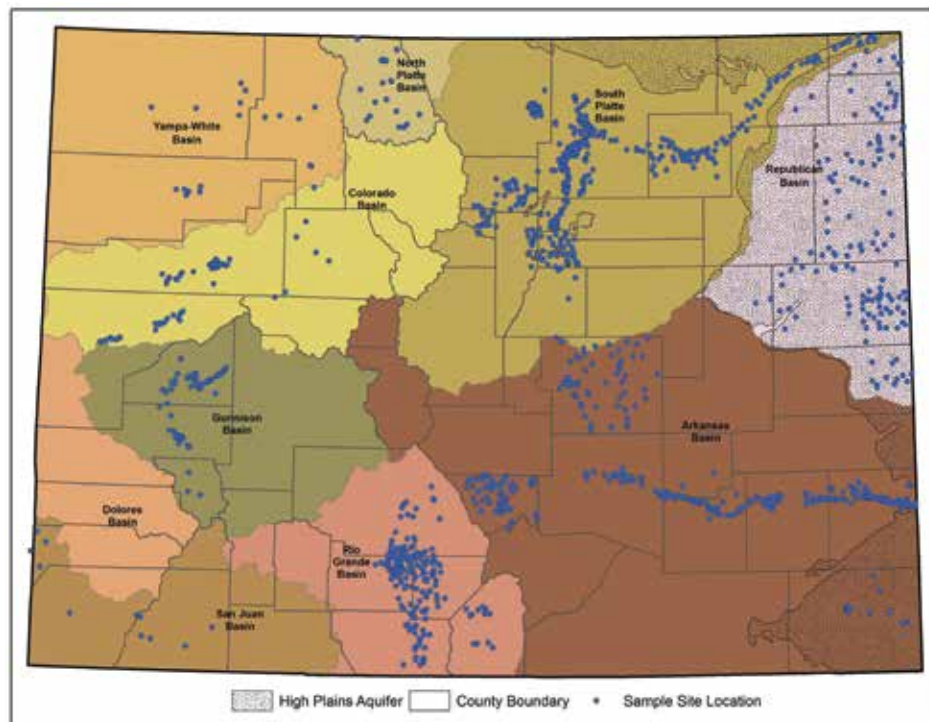 North
Platte
Basin
South
Platte
Basin
Yampa-White
Basin
Republican
Basin
Colorado
Basin
Gunnison
Basin
Arkansas
Basin
Dolores
Basin
Rio
Grande
Basin
San Juan
Basin
High Plains Aquifer County Boundary Sample Site Location